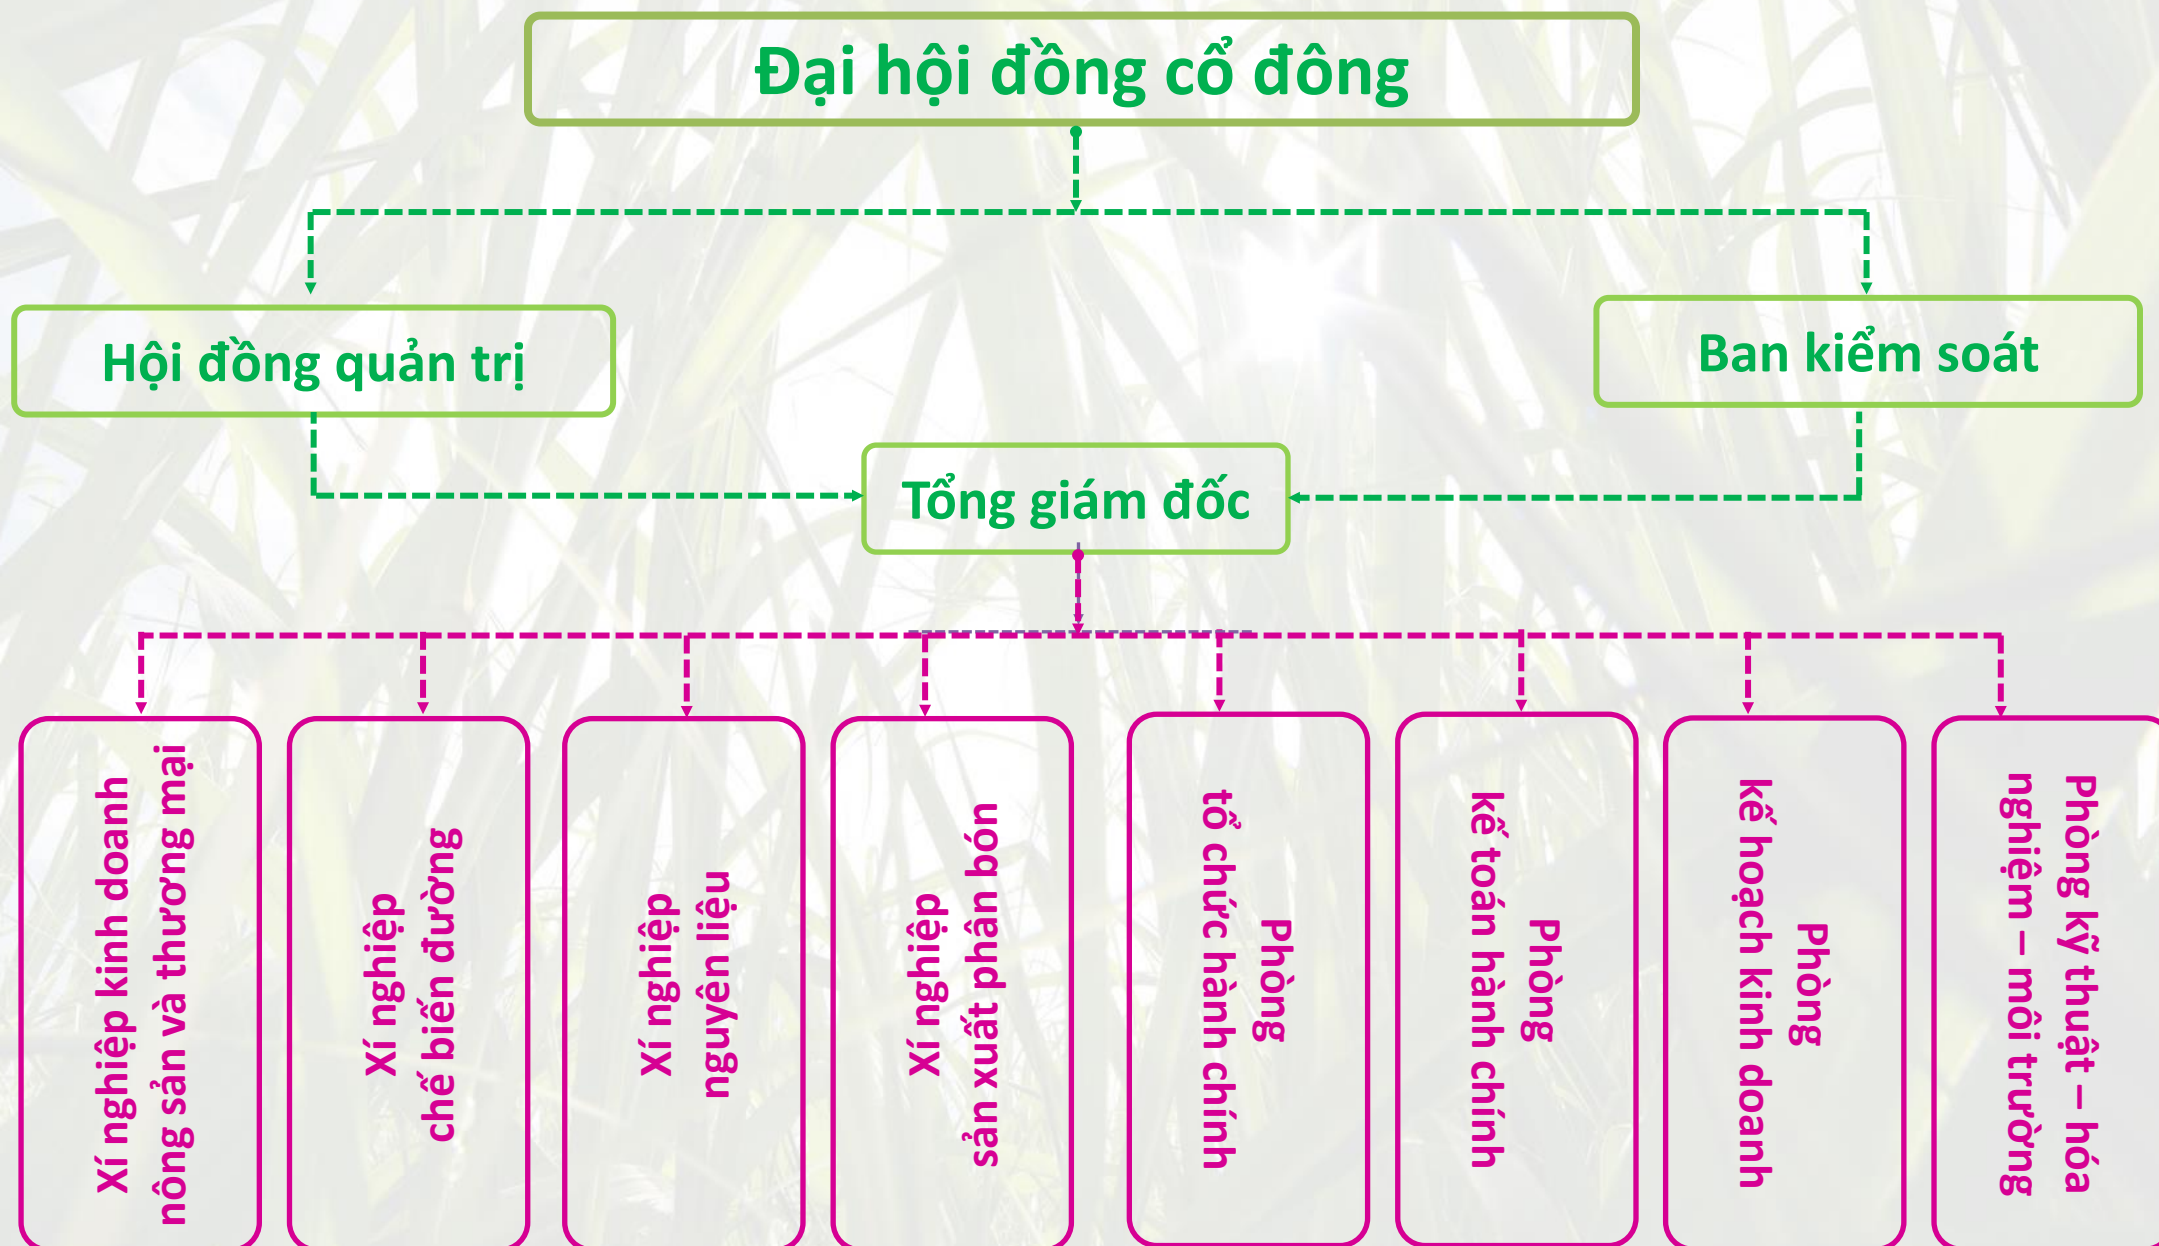 Đại hội đồng cổ đông
Hội đồng quản trị
Ban kiểm soát
Tổng giám đốc
Xí nghiệp kinh doanh
nông sản và thương mại
Xí nghiệp
chế biến đường
Xí nghiệp
nguyên liệu
Xí nghiệp
sản xuất phân bón
Phòng
tổ chức hành chính
Phòng
kế toán hành chính
Phòng
kế hoạch kinh doanh
Phòng kỹ thuật – hóa
nghiệm – môi trường